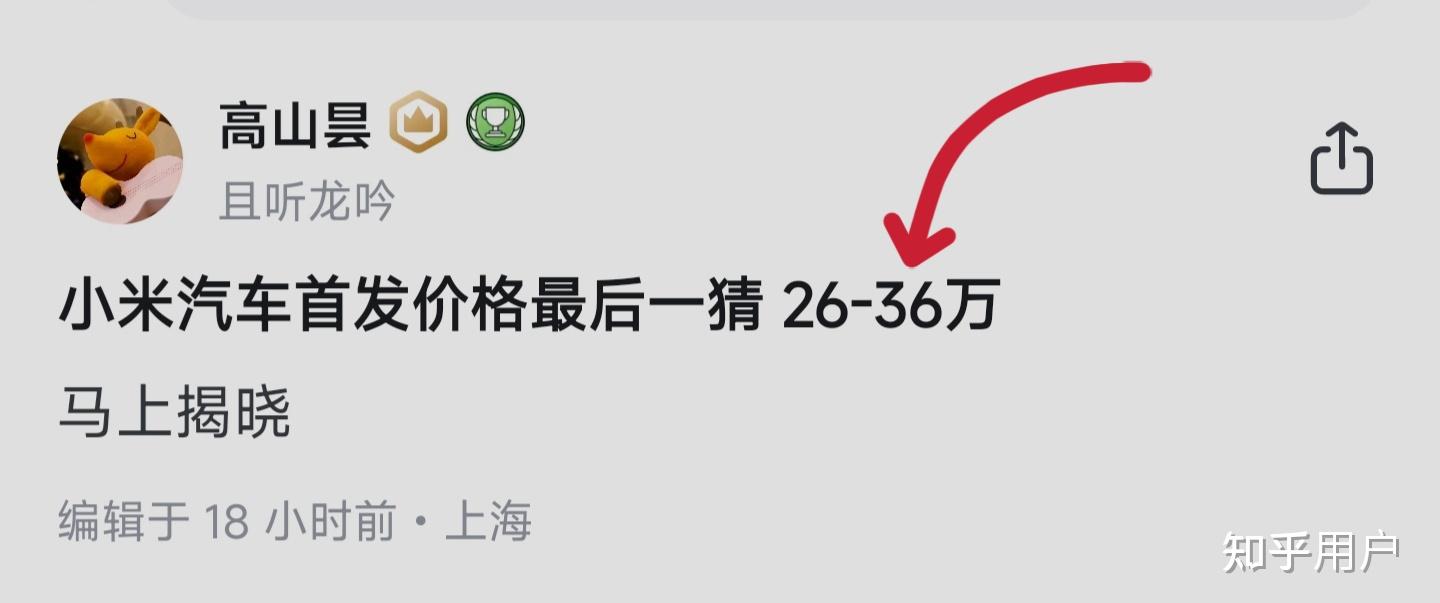 高山昙
且听龙吟
小米汽车首发价格最后一猜 26-36万
马上揭晓
编辑于 18 小时前・上海
知乎用户